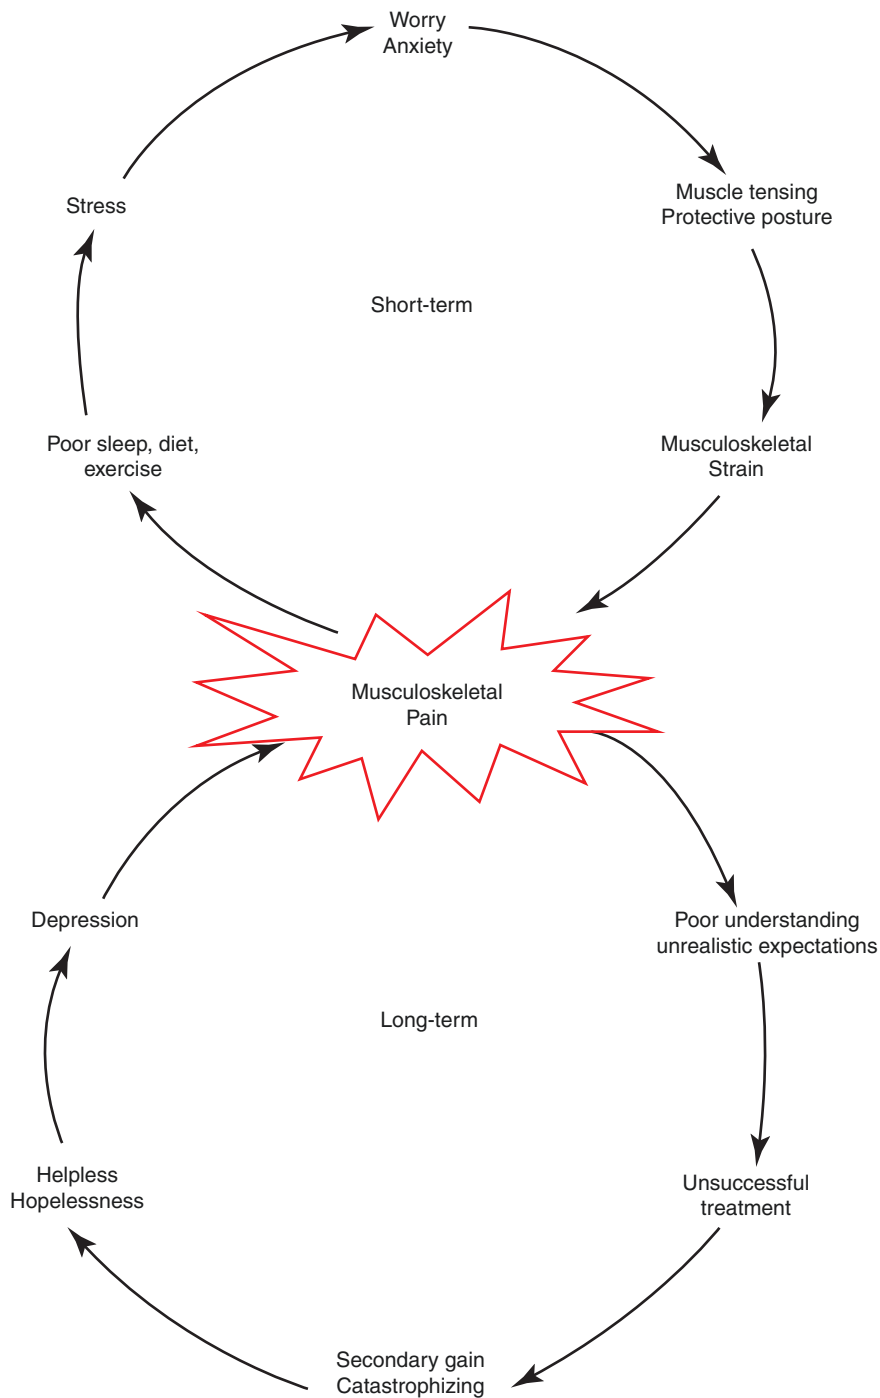 Worry
Anxiety
Muscle tensing
Protective posture
Stress
Short-term
Poor sleep, diet,
exercise
Musculoskeletal
Strain
Musculoskeletal
Pain
Depression
Poor understanding
unrealistic expectations
Long-term
Helpless
Hopelessness
Unsuccessful
treatment
Secondary gain
Catastrophizing